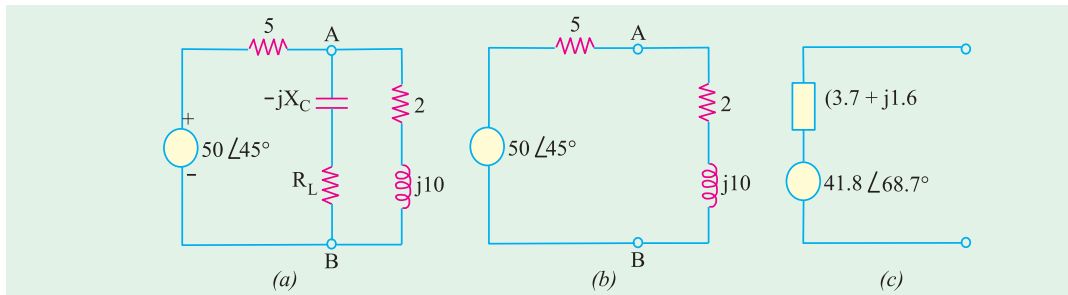 5
A
−jX_C
2
+
50 ∠45°
−
R_L
j10
B
(a)
5
A
2
50 ∠45°
j10
B
(b)
(3.7 + j1.6
41.8 ∠68.7°
(c)